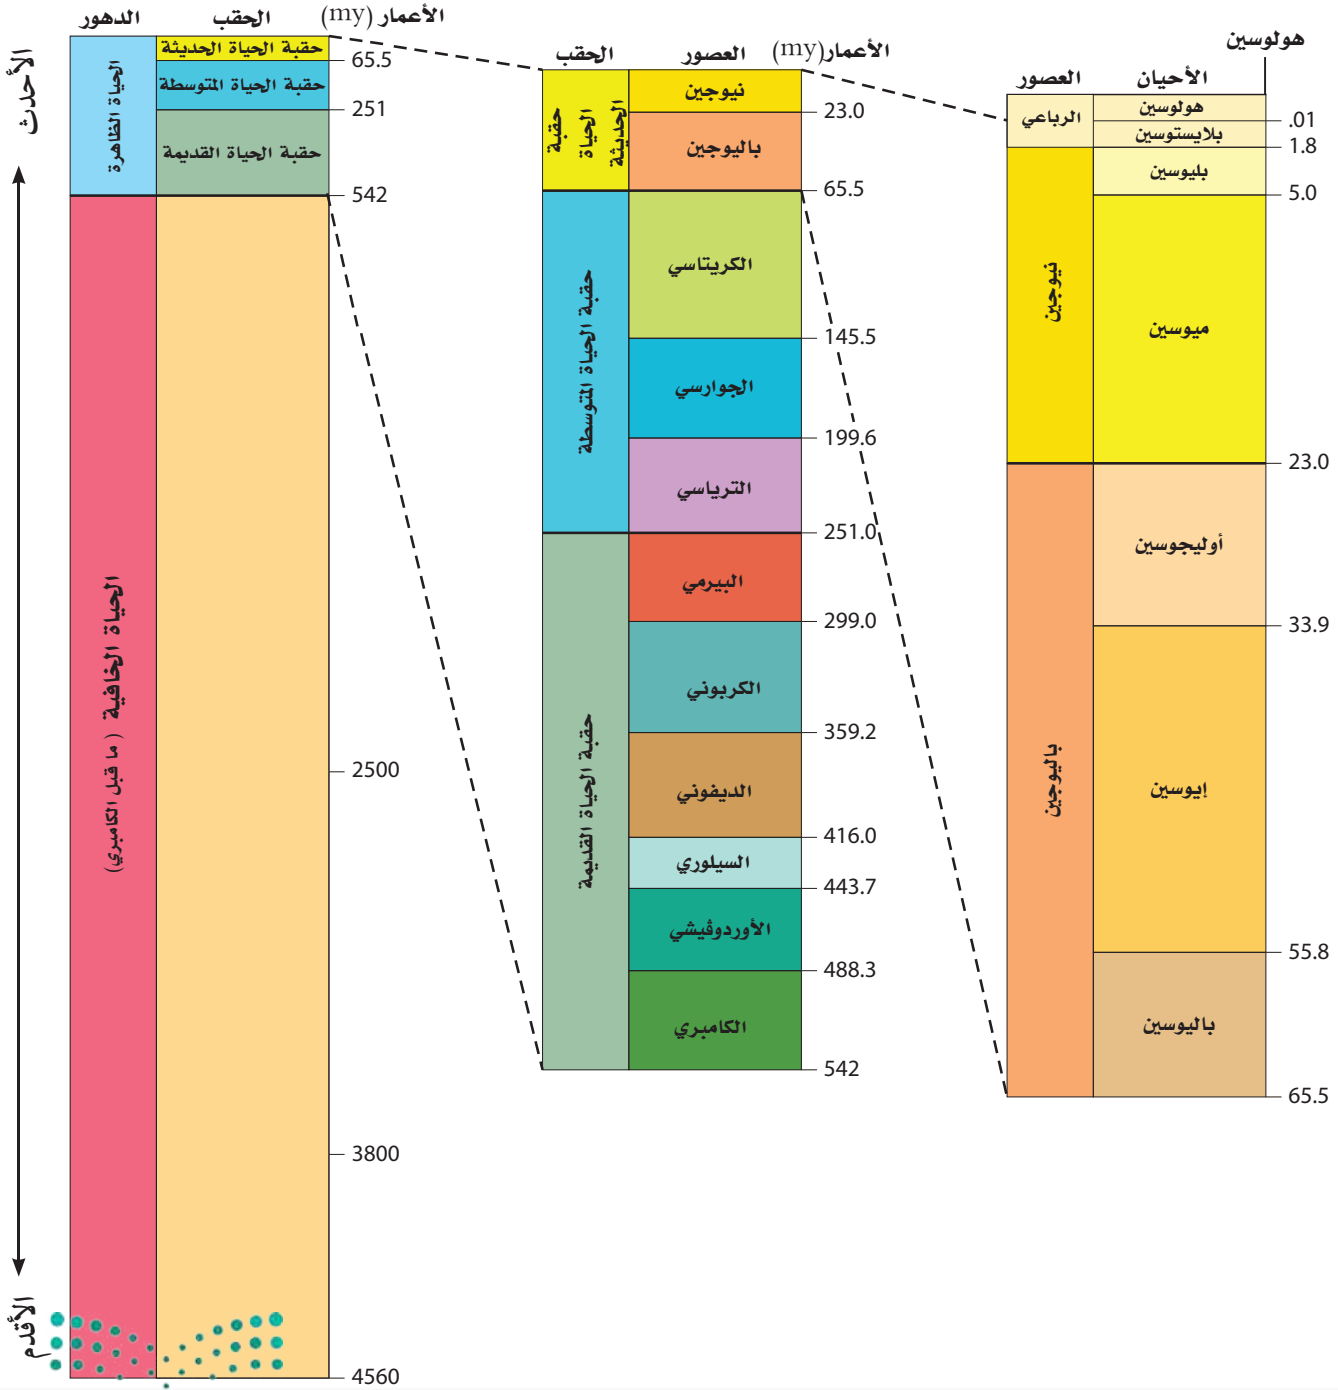 الأحدث
الأقدم
الدهور
الحقب
الأعمار (my)
الحياة الظاهرة
حقبة الحياة الحديثة
65.5
حقبة الحياة المتوسطة
251
حقبة الحياة القديمة
542
الحياة الخافية ( ما قبل الكامبري)
2500
3800
4560
الحقب
العصور
الأعمار (my)
حقبة
الحياة
الحديثة
نيوجين
23.0
باليوجين
65.5
حقبة الحياة المتوسطة
الكريتاسي
145.5
الجوارسي
199.6
الترياسي
251.0
حقبة الحياة القديمة
البيرمي
299.0
الكربوني
359.2
الديفوني
416.0
السيلوري
443.7
الأوردوڤيشي
488.3
الكامبري
542
هولوسين
العصور
الأحيان
الرباعي
هولوسين
.01
بلايستوسين
1.8
نيوجين
بليوسين
5.0
ميوسين
23.0
باليوجين
أوليجوسين
33.9
إيوسين
55.8
باليوسين
65.5